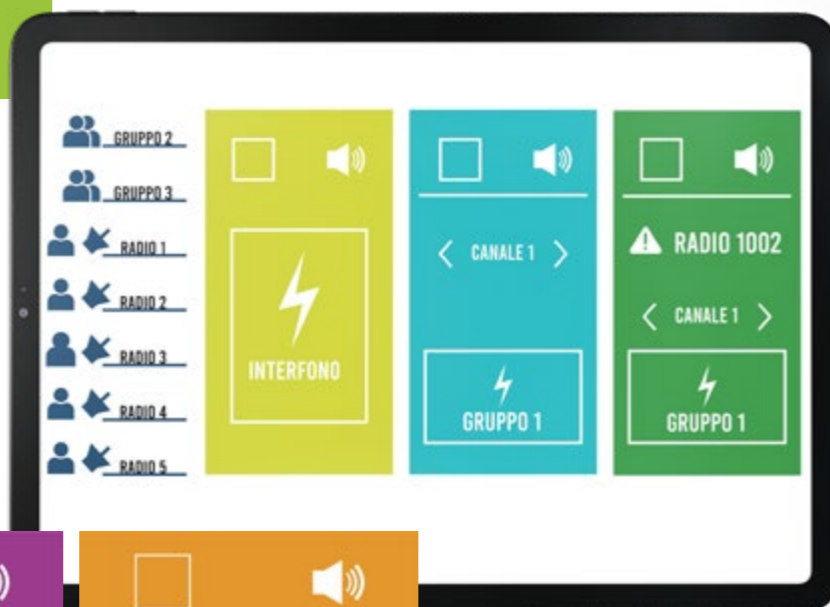 GRUPPO 2
GRUPPO 3
RADIO 1
RADIO 2
RADIO 3
RADIO 4
RADIO 5
INTERFONO
CANALE 1
GRUPPO 1
RADIO 1002
CANALE 1
GRUPPO 1